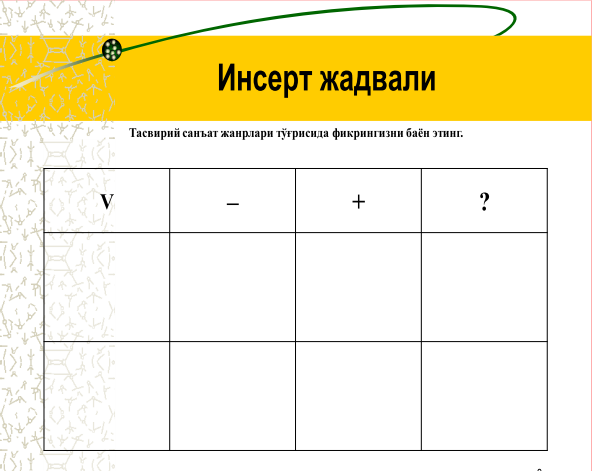 Инсерт жадвали
Тасвирий санъат жанрлари тўғрисида фикрингизни баён этинг.
V – + ?